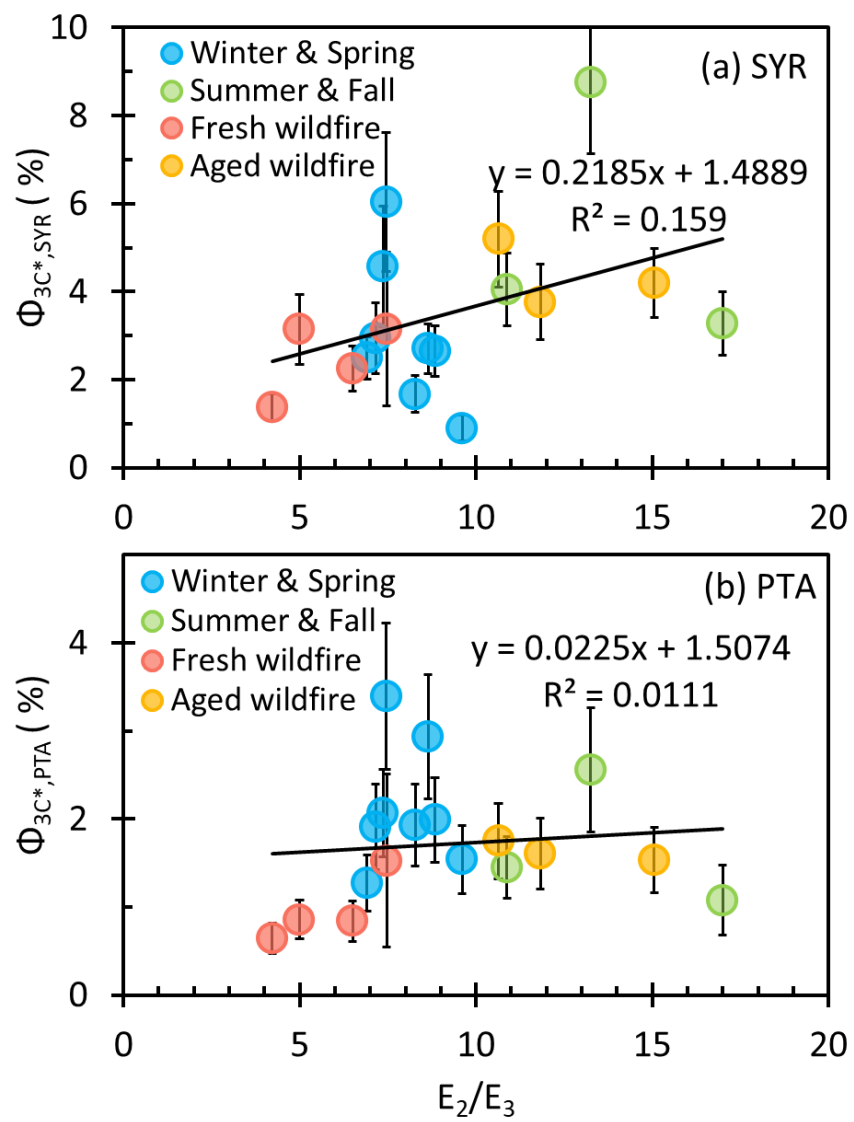 10
8
6
4
2
0
Φ3C*,SYR ( %)
Winter & Spring
Summer & Fall
Fresh wildfire
Aged wildfire
(a) SYR
y = 0.2185x + 1.4889
R² = 0.159
0 5 10 15 20
4
2
0
Φ3C*,PTA ( %)
Winter & Spring
Summer & Fall
Fresh wildfire
Aged wildfire
(b) PTA
y = 0.0225x + 1.5074
R² = 0.0111
0 5 10 15 20
E2/E3